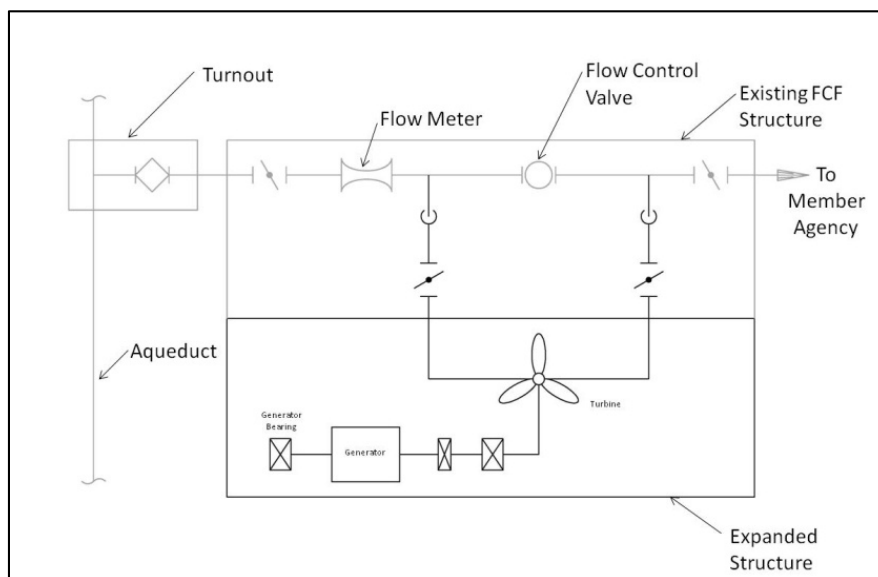 Turnout
Flow Meter
Flow Control
Valve
Existing FCF
Structure
To
Member
Agency
Aqueduct
Turbine
Generator
Bearing
Generator
Expanded
Structure